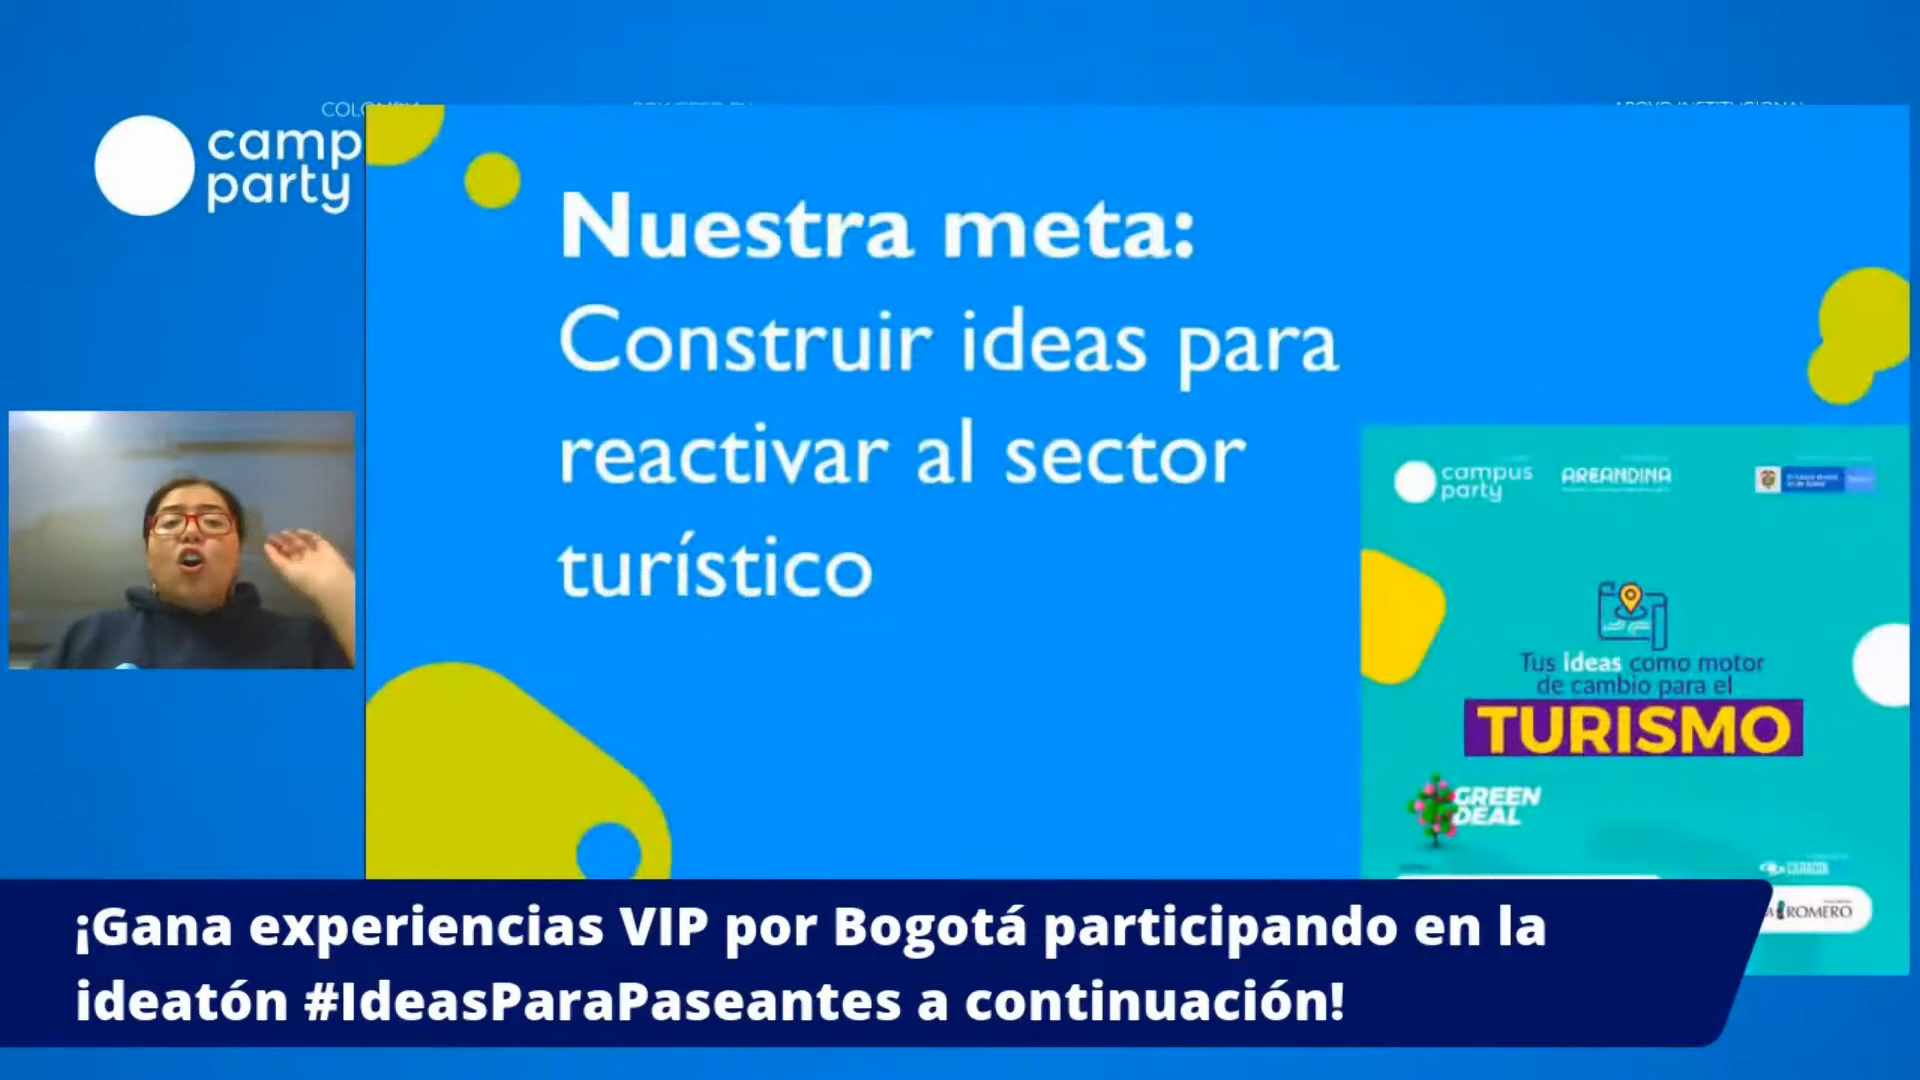 camp
party
Nuestra meta:
Construir ideas para
reactivar al sector
turístico
campus
party
AREANDINA
Tus ideas como motor
de cambio para el
TURISMO
GREEN
DEAL
CARACOL
ROMERO
¡Gana experiencias VIP por Bogotá participando en la
ideatón #IdeasParaPaseantes a continuación!